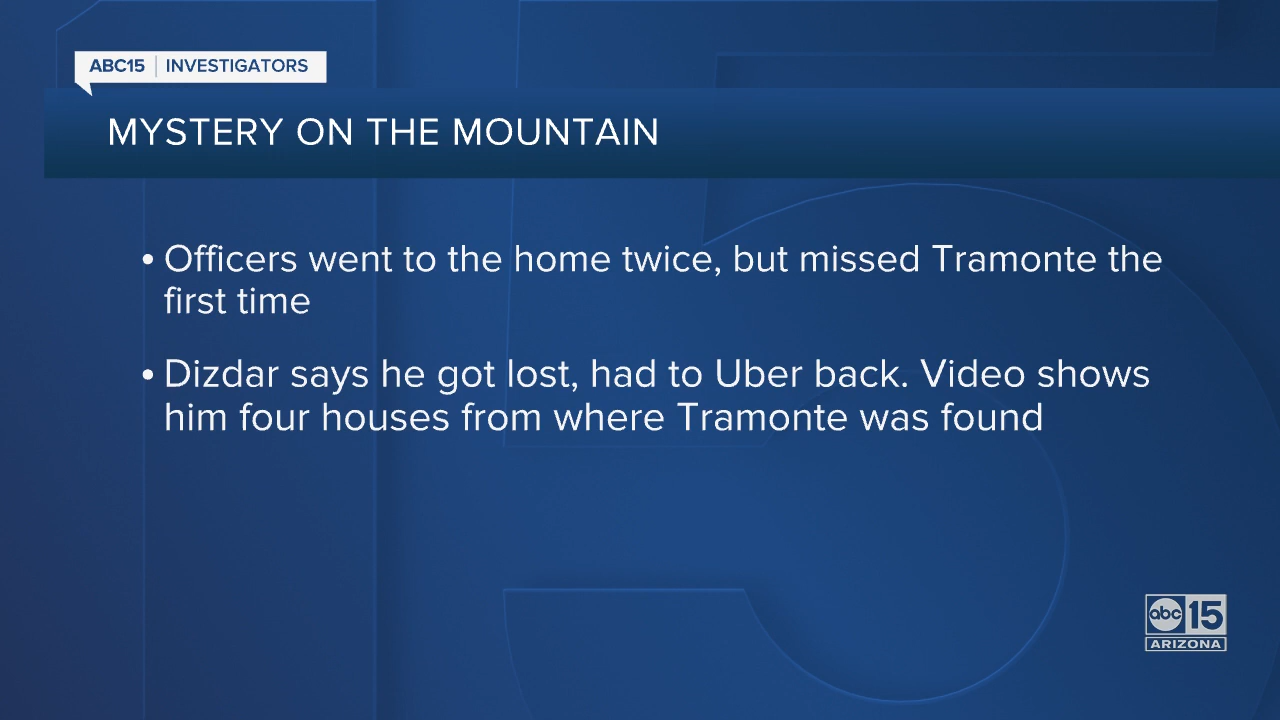 ABC15 | INVESTIGATORS
MYSTERY ON THE MOUNTAIN
• Officers went to the home twice, but missed Tramonte the
first time
• Dizdar says he got lost, had to Uber back. Video shows
him four houses from where Tramonte was found
abc 15
ARIZONA